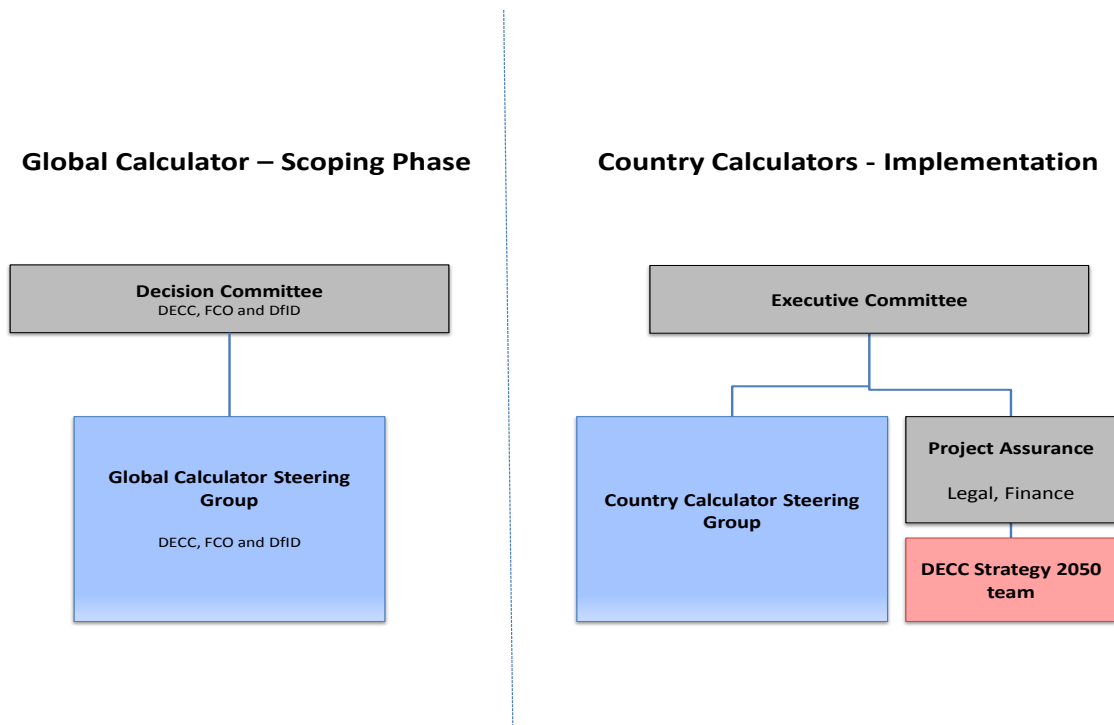 Global Calculator – Scoping Phase
Decision Committee
DECC, FCO and DfID
Global Calculator Steering
Group
DECC, FCO and DfID
Country Calculators - Implementation
Executive Committee
Country Calculator Steering
Group
Project Assurance
Legal, Finance
DECC Strategy 2050
team